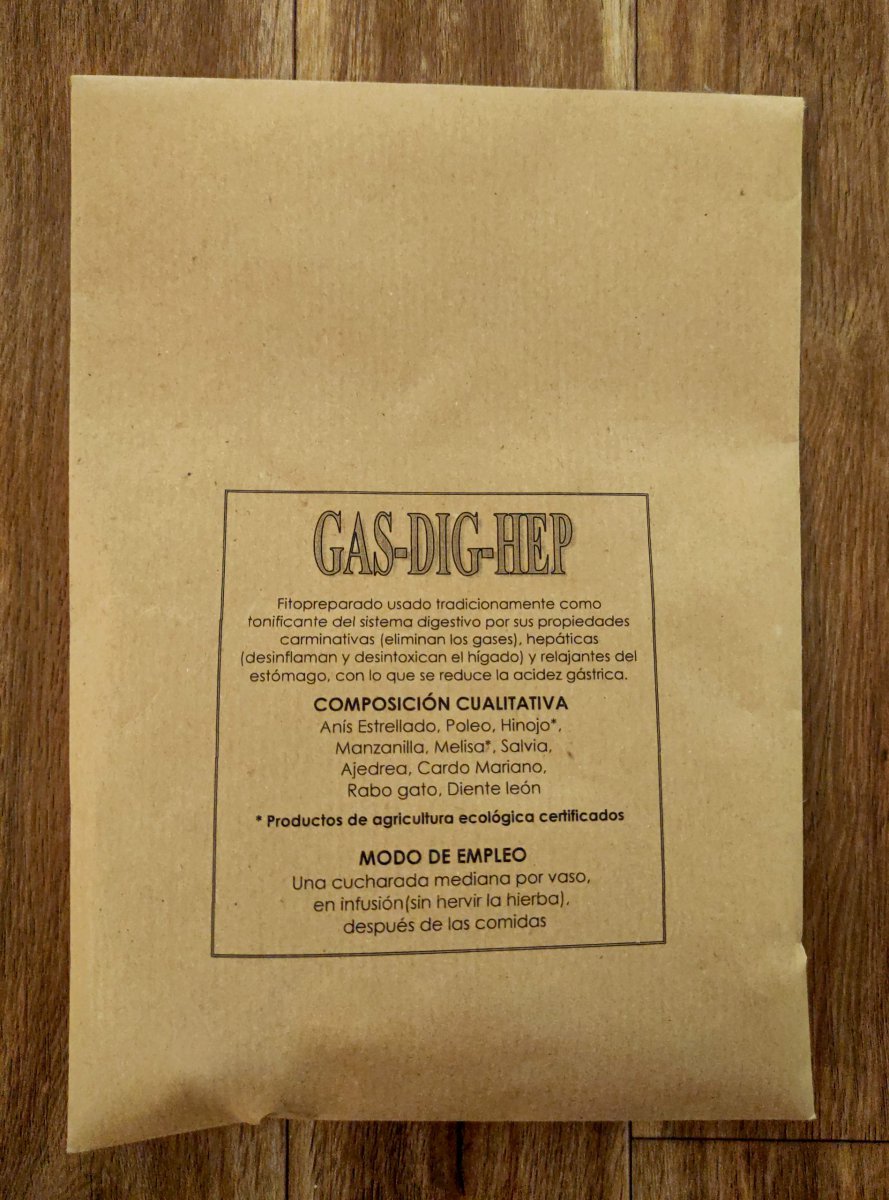 GAS-DIG-HEP
Fitopreparado usado tradicionamente como
tonificante del sistema digestivo por sus propiedades
carminativas (eliminan los gases), hepáticas
(desinflaman y desintoxican el hígado) y relajantes del
estómago, con lo que se reduce la acidez gástrica.
COMPOSICIÓN CUALITATIVA
Anís Estrellado, Poleo, Hinojo*,
Manzanilla, Melisa*, Salvia,
Ajedrea, Cardo Mariano,
Rabo gato, Diente león
* Productos de agricultura ecológica certificados
MODO DE EMPLEO
Una cucharada mediana por vaso,
en infusión(sin hervir la hierba),
después de las comidas